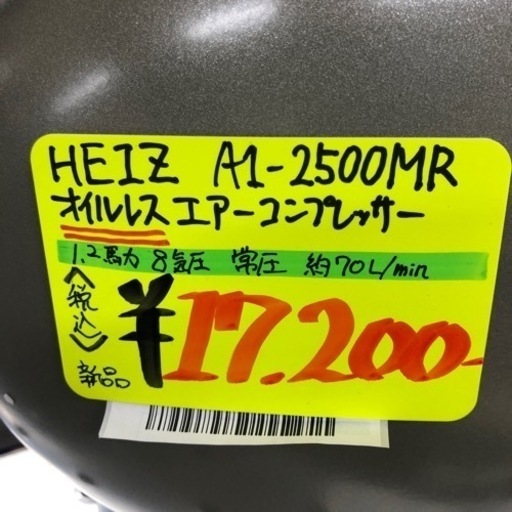 HEIZ A1-2500MR
オイルレスエアーコンプレッサー
1.2馬力 8気圧 常圧 約70L/min
〈税込〉
¥17.200-
新品